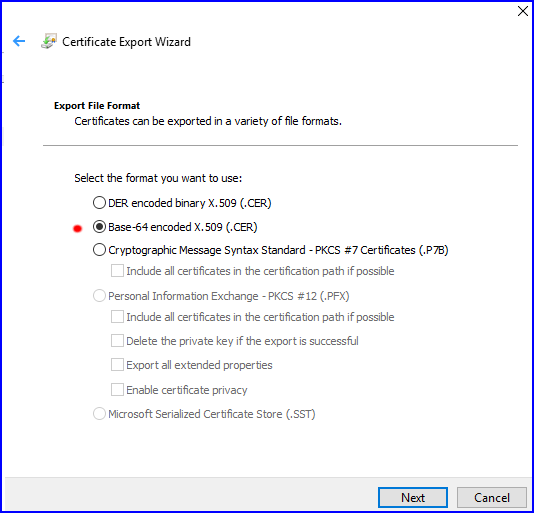 Certificate Export Wizard
Export File Format
Certificates can be exported in a variety of file formats.
Select the format you want to use:
DER encoded binary X.509 (.CER)
Base-64 encoded X.509 (.CER)
Cryptographic Message Syntax Standard - PKCS #7 Certificates (.P7B)
Include all certificates in the certification path if possible
Personal Information Exchange - PKCS #12 (.PFX)
Include all certificates in the certification path if possible
Delete the private key if the export is successful
Export all extended properties
Enable certificate privacy
Microsoft Serialized Certificate Store (.SST)
Next Cancel